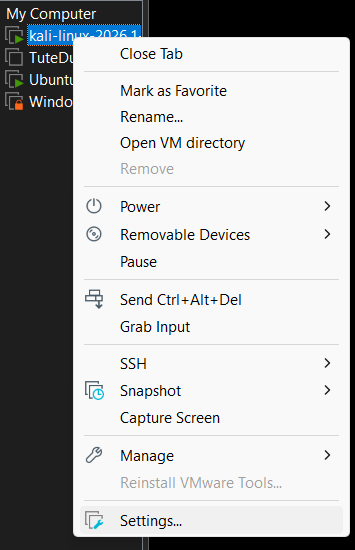 My Computer
kali-linux-2026.1
TuteDu
Ubuntu
Windo
Close Tab
Mark as Favorite
Rename...
Open VM directory
Remove
Power
Removable Devices
Pause
Send Ctrl+Alt+Del
Grab Input
SSH
Snapshot
Capture Screen
Manage
Reinstall VMware Tools...
Settings...